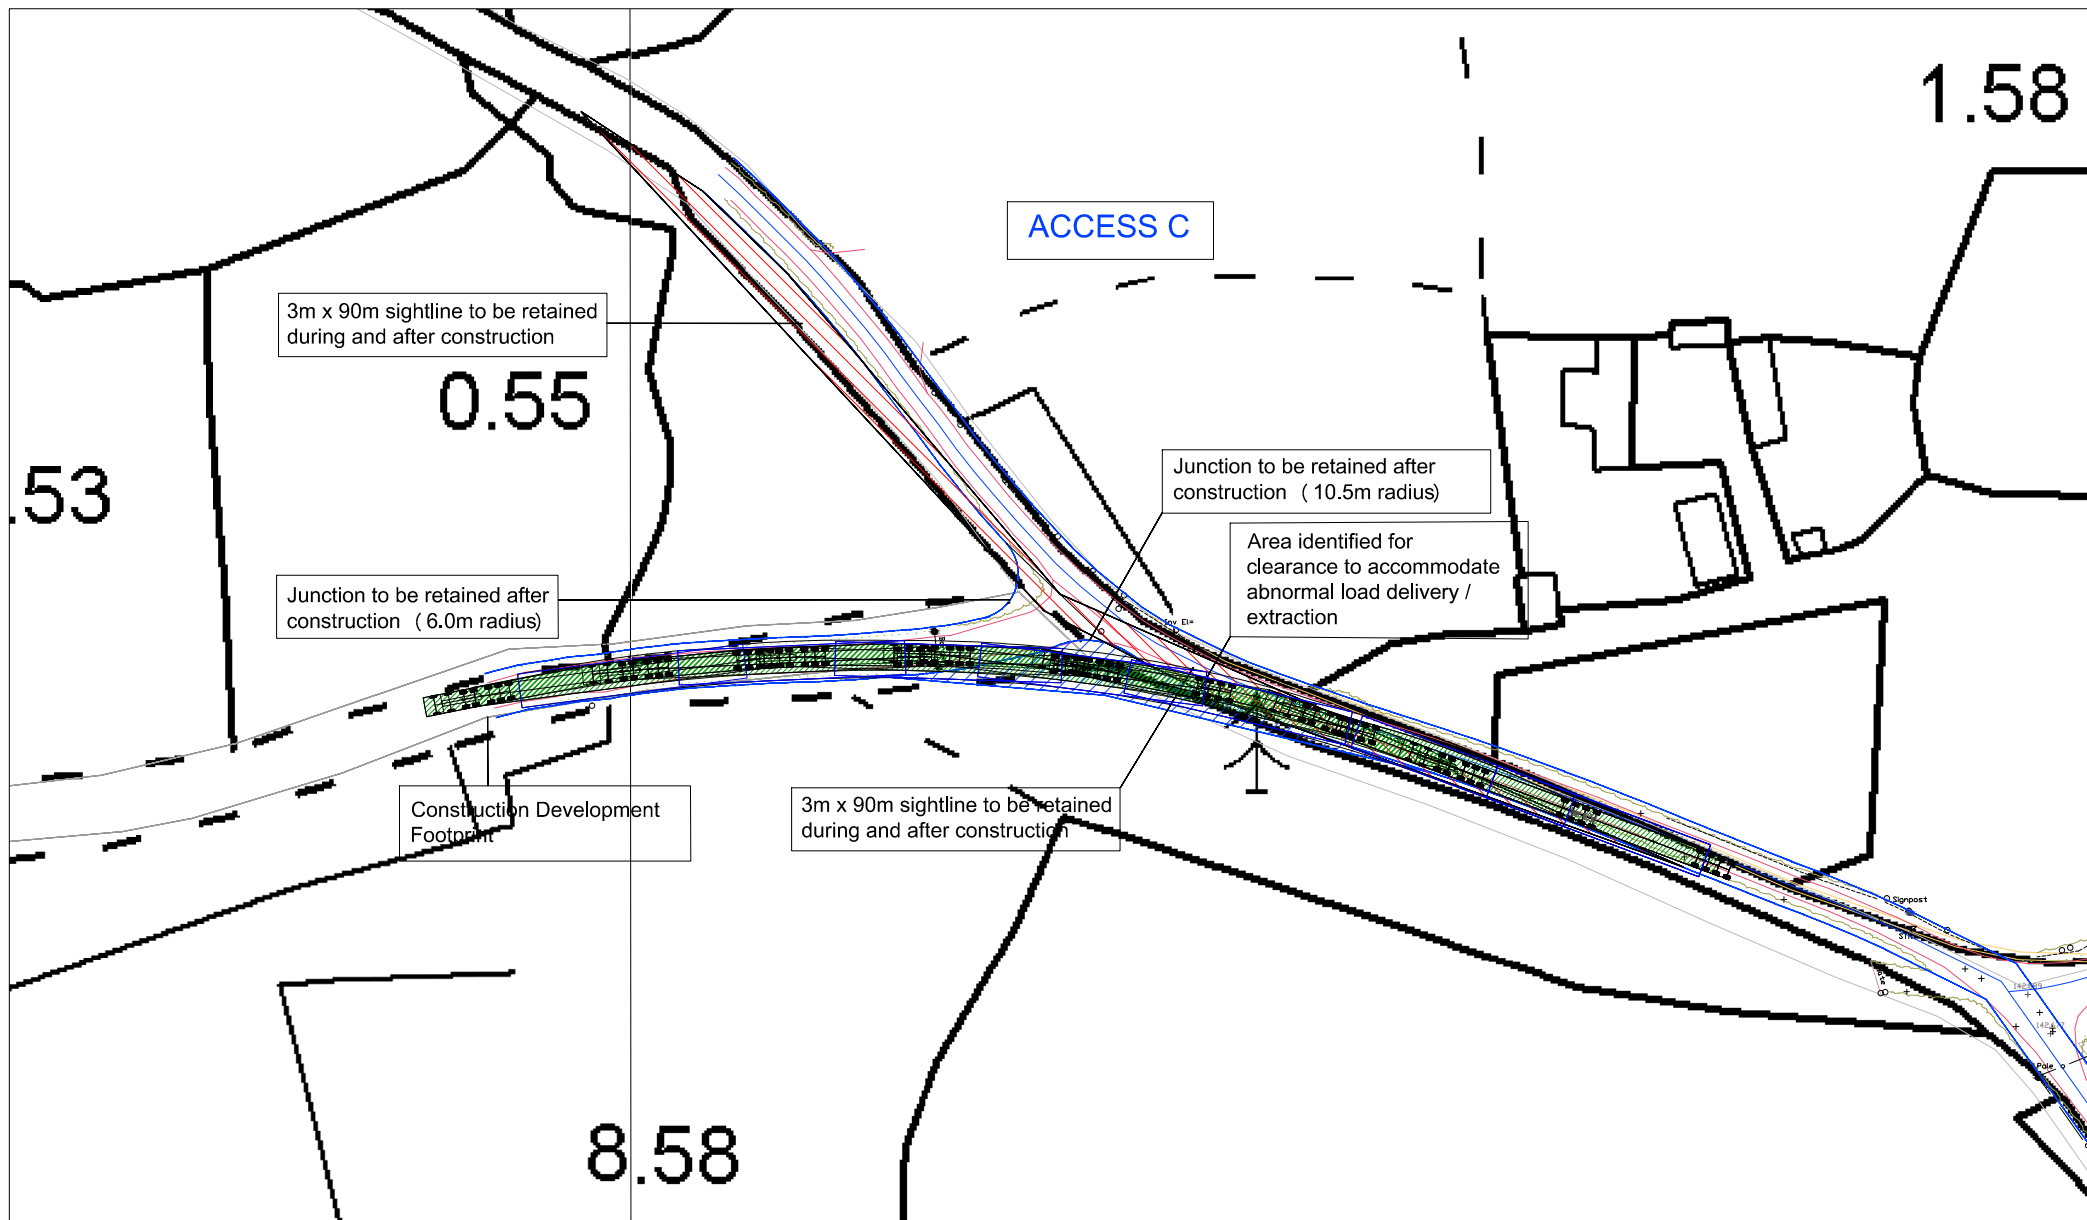 1.58
ACCESS C
3m x 90m sightline to be retained
during and after construction
0.55
.53
Junction to be retained after
construction ( 10.5m radius)
Area identified for
clearance to accommodate
abnormal load delivery /
extraction
Junction to be retained after
construction ( 6.0m radius)
Inv El=
Construction Development
Footprint
3m x 90m sightline to be retained
during and after construction
Signpost
Pole
8.58